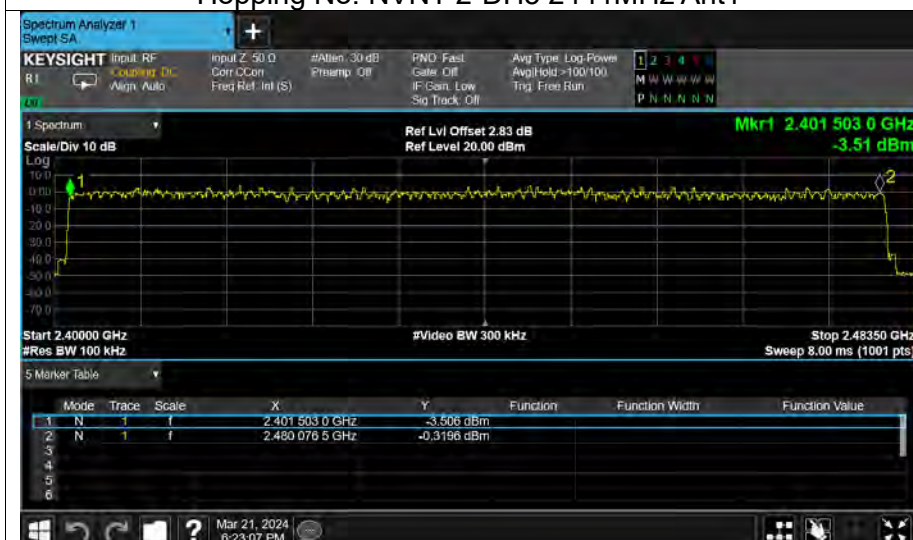 Hopping No. NVNT 2-DH5 2441MHz Ant1
Spectrum Analyzer 1
Swept SA
+
KEYSIGHT Input: RF Input Z: 50 Ω #Atten: 30 dB PNO: Fast Avg Type: Log-Power 1 2 3 4
R1 Coupling: DC Corr CCorr Preamp: Off Gate: Off Avg|Hold >100/100 M W W W W W
Align: Auto Freq Ref: Int (S) IF Gain: Low Trig: Free Run
Sig Track: Off P N N N N N
1 Spectrum Ref Lvl Offset 2.83 dB Mkr1 2.401 503 0 GHz
Scale/Div 10 dB Ref Level 20.00 dBm -3.51 dBm
Log
10.0
0.00
-10.0
-20.0
-30.0
-40.0
-50.0
-60.0
-70.0
1
2
Start 2.40000 GHz #Video BW 300 kHz Stop 2.48350 GHz
#Res BW 100 kHz Sweep 8.00 ms (1001 pts)
5 Marker Table
Mode Trace Scale X Y Function Function Width Function Value
1 N 1 f 2.401 503 0 GHz -3.506 dBm
2 N 1 f 2.480 076 5 GHz -0.3196 dBm
3
4
5
6
? Mar 21, 2024
6:23:07 PM